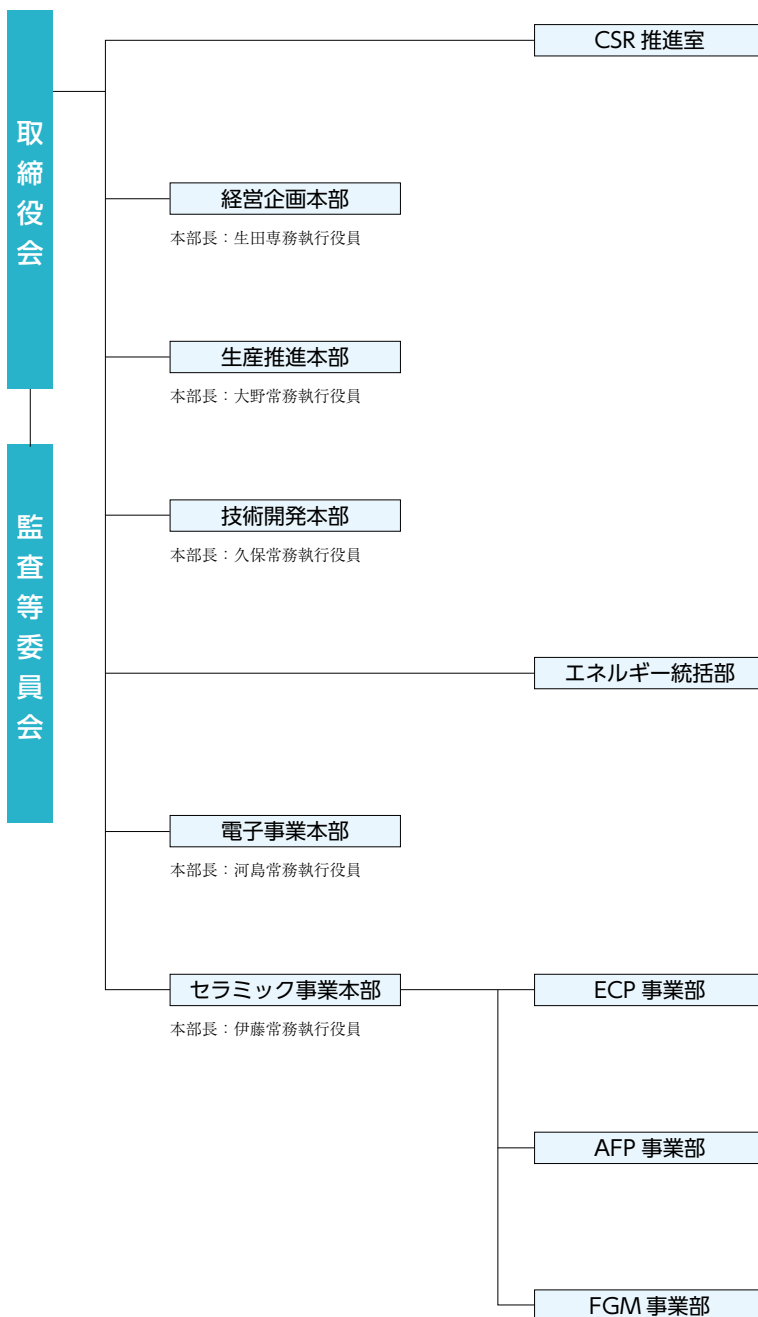 取締役会
監査等委員会
CSR 推進室
経営企画本部
本部長：生田専務執行役員
生産推進本部
本部長：大野常務執行役員
技術開発本部
本部長：久保常務執行役員
エネルギー統括部
電子事業本部
本部長：河島常務執行役員
セラミック事業本部
本部長：伊藤常務執行役員
ECP 事業部
AFP 事業部
FGM 事業部